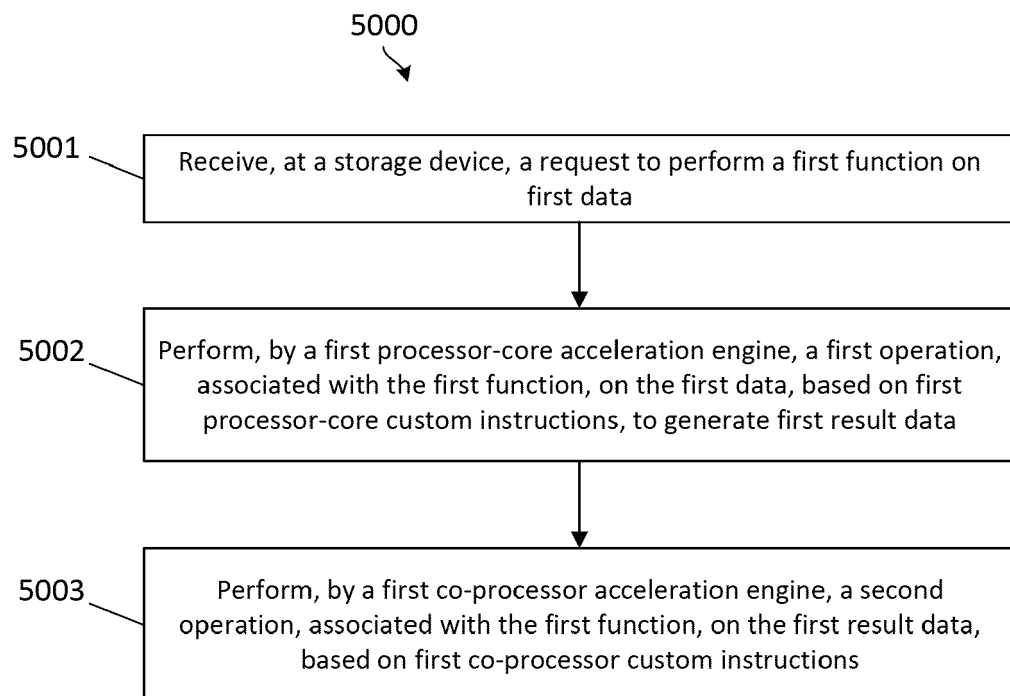 5000
5001
Receive, at a storage device, a request to perform a first function on
first data
5002
Perform, by a first processor-core acceleration engine, a first operation,
associated with the first function, on the first data, based on first
processor-core custom instructions, to generate first result data
5003
Perform, by a first co-processor acceleration engine, a second
operation, associated with the first function, on the first result data,
based on first co-processor custom instructions